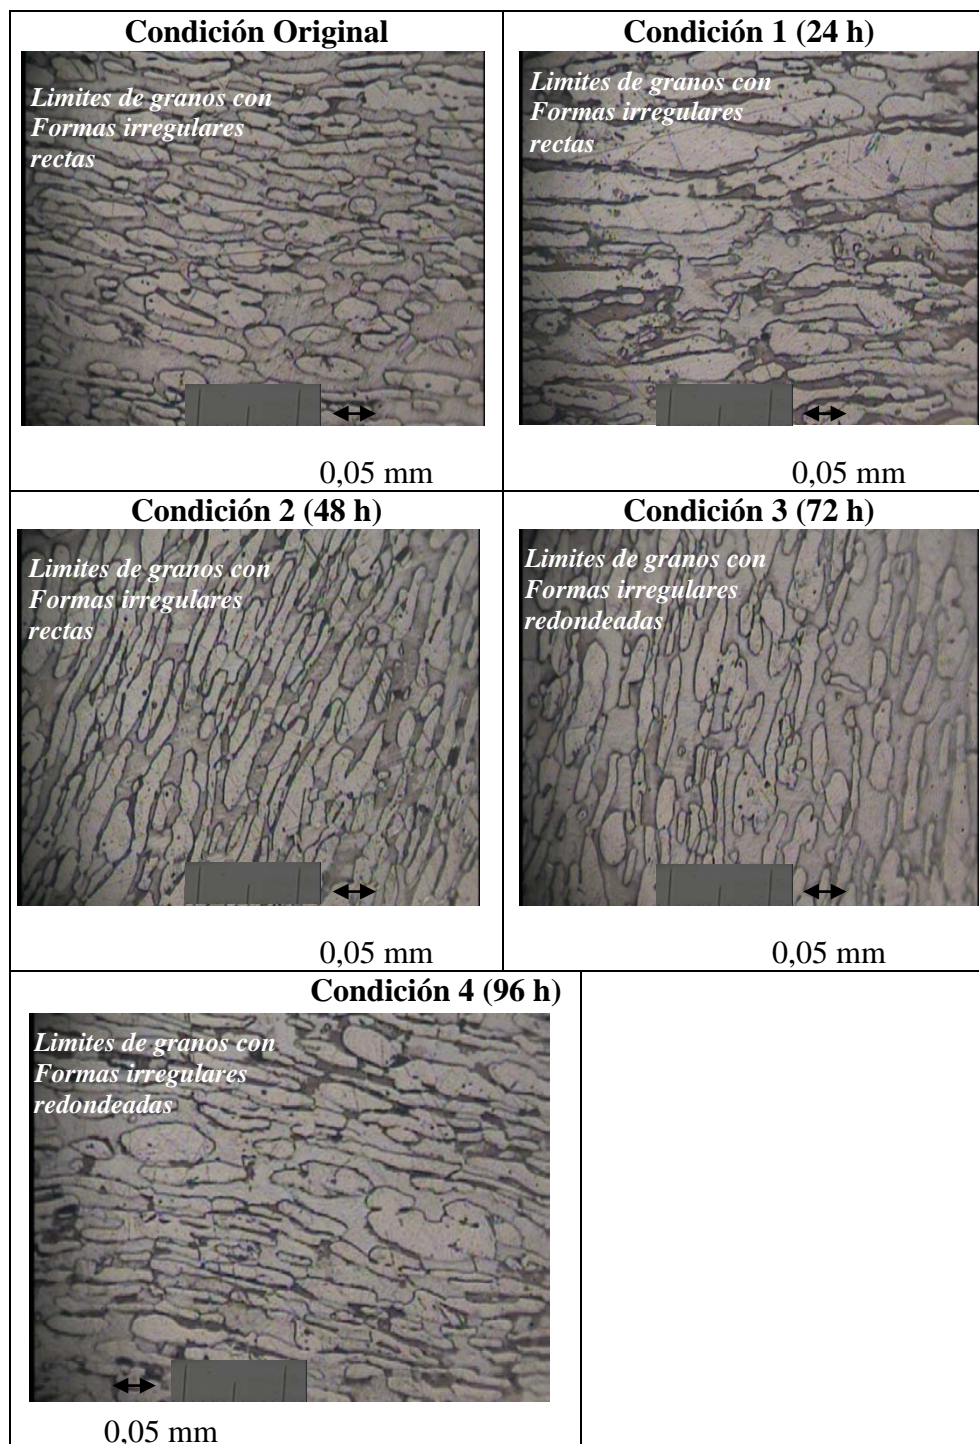 Condición Original
Limites de granos con
Formas irregulares
rectas
0,05 mm
Condición 1 (24 h)
Limites de granos con
Formas irregulares
rectas
0,05 mm
Condición 2 (48 h)
Limites de granos con
Formas irregulares
rectas
0,05 mm
Condición 3 (72 h)
Limites de granos con
Formas irregulares
redondeadas
0,05 mm
Condición 4 (96 h)
Limites de granos con
Formas irregulares
redondeadas
0,05 mm